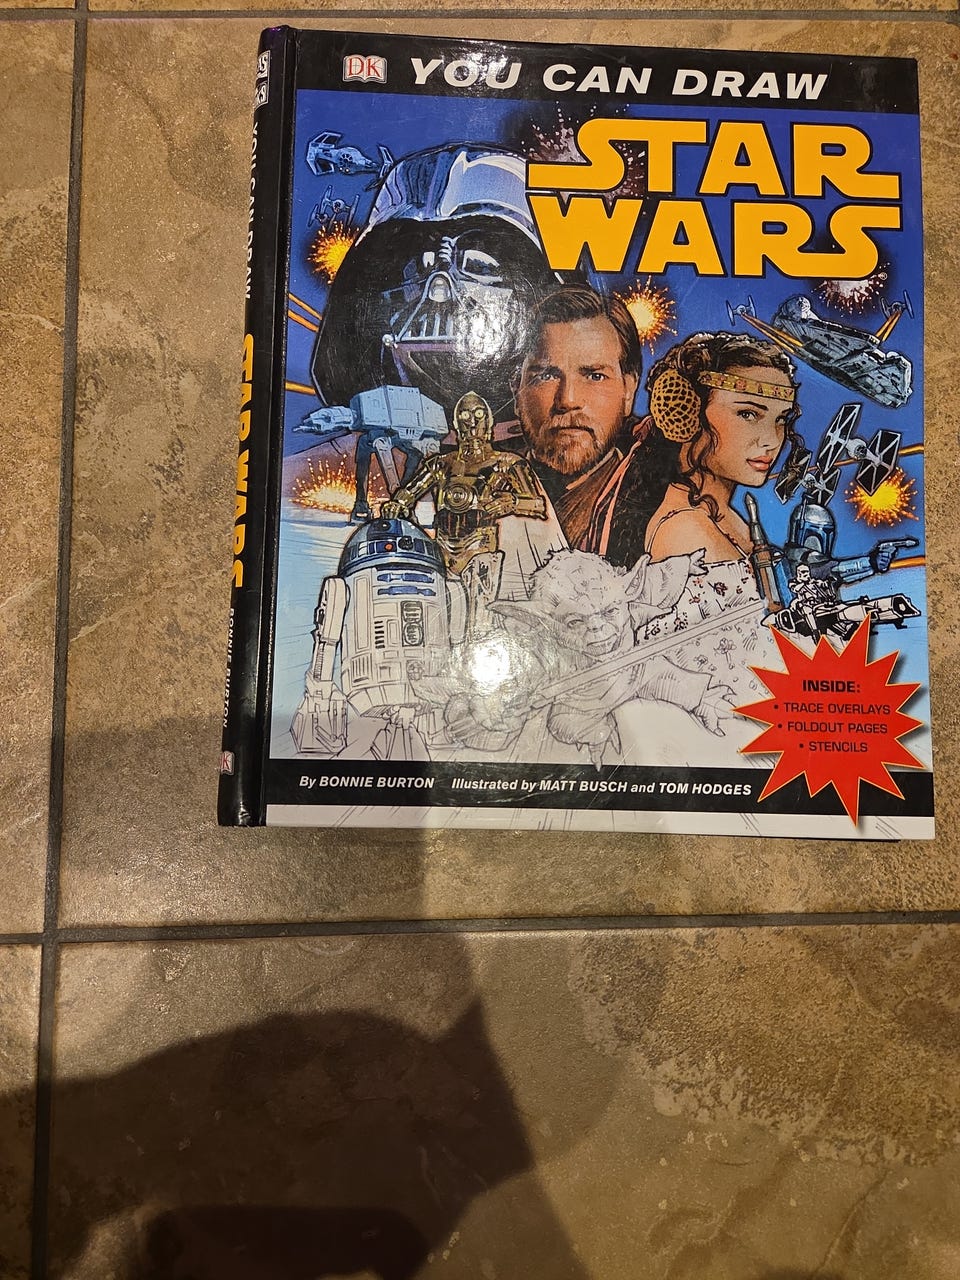 DK YOU CAN DRAW
STAR
WARS
INSIDE:
• TRACE OVERLAYS
• FOLDOUT PAGES
• STENCILS
By BONNIE BURTON Illustrated by MATT BUSCH and TOM HODGES
YOU CAN DRAW STAR WARS BONNIE BURTON